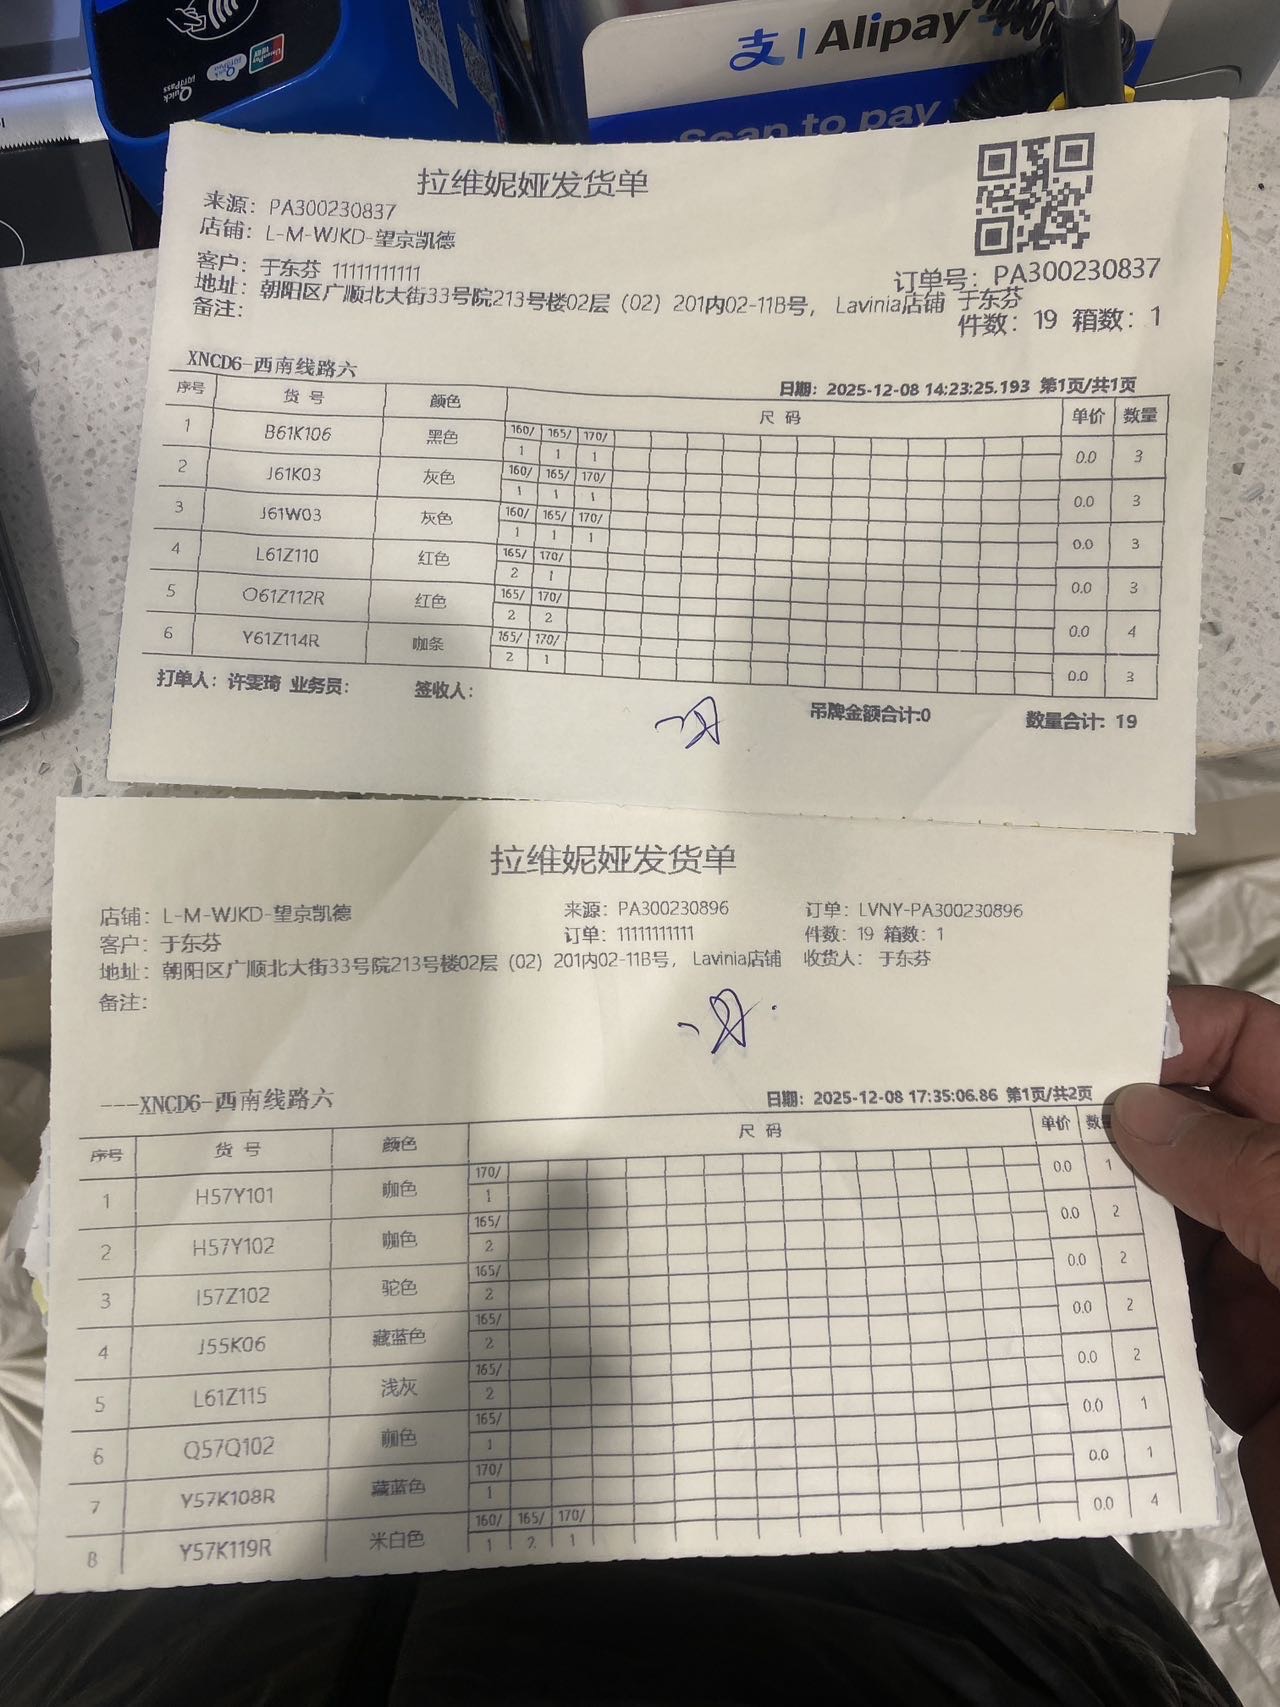 支 | Alipay
Scan to pay
Quick
Pass
拉维妮娅发货单
来源：PA300230837
店铺：L-M-WJKD-望京凯德
客户：于东芬 11111111111
订单号：PA300230837
地址：朝阳区广顺北大街33号院213号楼02层（02）201内02-11B号， Lavinia店铺 于东芬
备注：
件数：19 箱数：1
XNCD6-西南线路六
日期：2025-12-08 14:23:25.193 第1页/共1页
序号 货号 颜色 尺码 单价 数量
1 B61K106 黑色 160/ 165/ 170/ 0.0 3
1 1 1
2 J61K03 灰色 160/ 165/ 170/ 0.0 3
1 1 1
3 J61W03 灰色 160/ 165/ 170/ 0.0 3
1 1 1
4 L61Z110 红色 165/ 170/ 0.0 3
2 1
5 O61Z112R 红色 165/ 170/ 0.0 4
2 2
6 Y61Z114R 咖条 165/ 170/ 0.0 3
2 1
打单人：许雯琦 业务员： 签收人： 吊牌金额合计:0 数量合计: 19
拉维妮娅发货单
店铺：L-M-WJKD-望京凯德 来源：PA300230896 订单：LVNY-PA300230896
客户：于东芬 订单：11111111111 件数：19 箱数：1
地址：朝阳区广顺北大街33号院213号楼02层（02）201内02-11B号， Lavinia店铺 收货人：于东芬
备注：
---XNCD6-西南线路六
日期：2025-12-08 17:35:06.86 第1页/共2页
序号 货号 颜色 尺码 单价 数量
1 H57Y101 咖色 170/ 0.0 1
1
2 H57Y102 咖色 165/ 0.0 2
2
3 I57Z102 驼色 165/ 0.0 2
2
4 J55K06 藏蓝色 165/ 0.0 2
2
5 L61Z115 浅灰 165/ 0.0 2
2
6 Q57Q102 咖色 165/ 0.0 1
1
7 Y57K108R 藏蓝色 170/ 0.0 1
1
8 Y57K119R 米白色 160/ 165/ 170/ 0.0 4
1 2 1